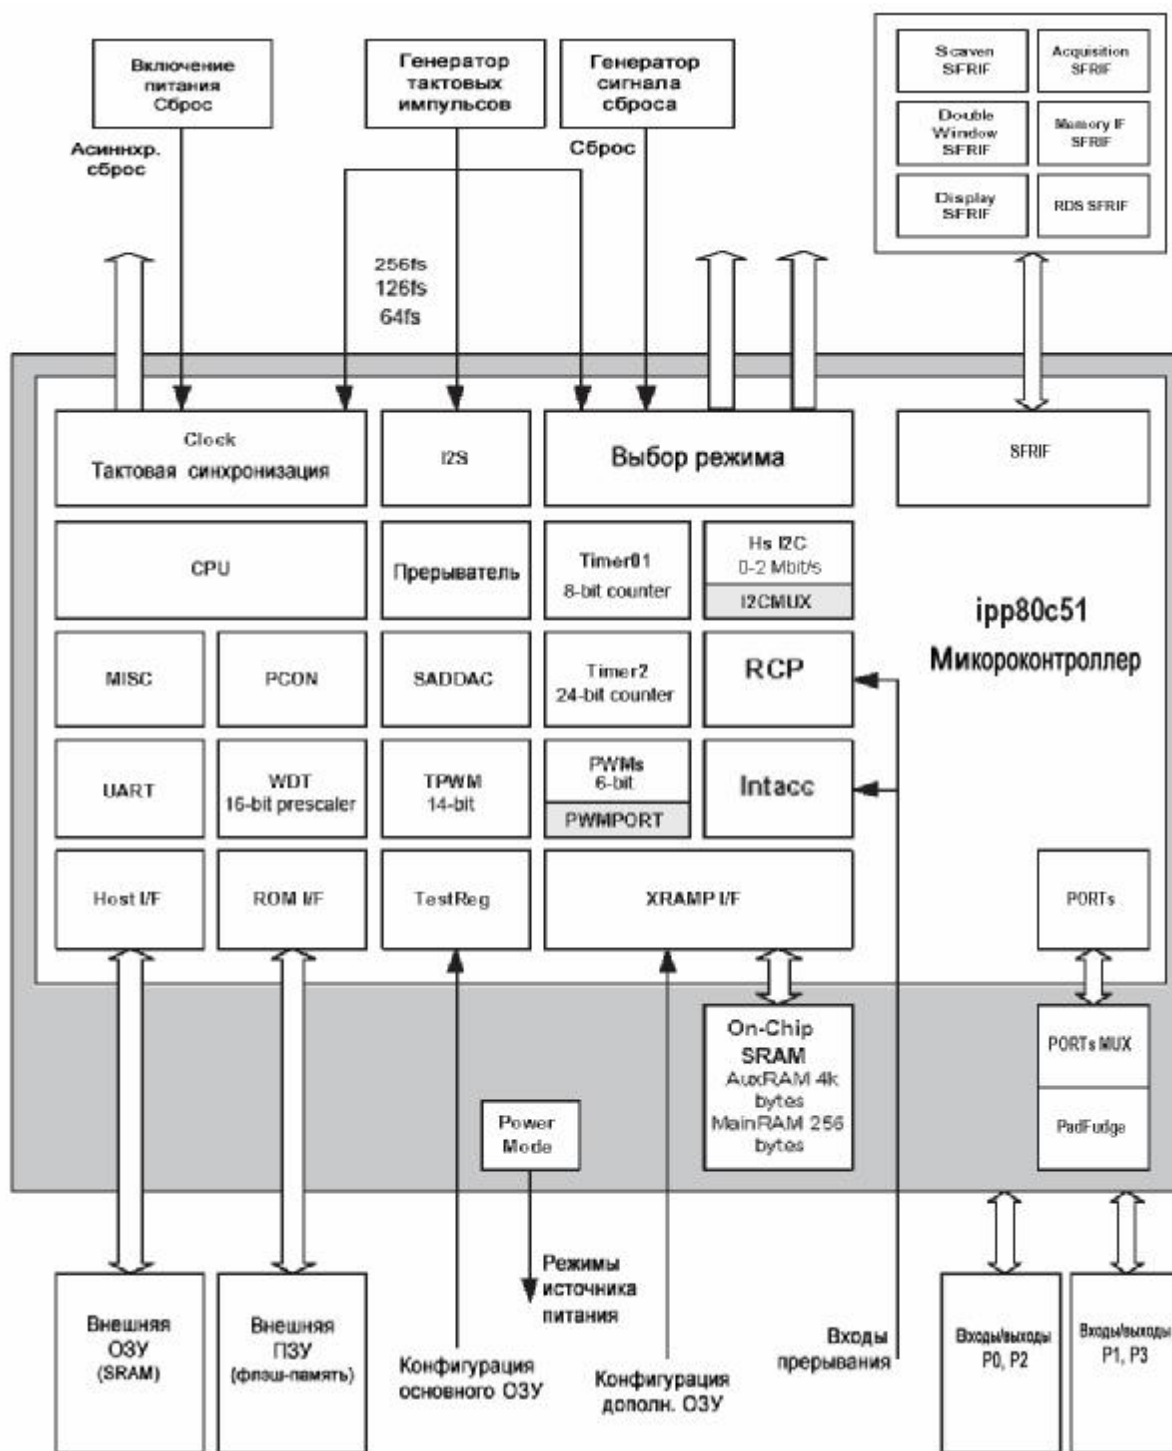 Включение
питания
Сброс
Генератор
тактовых
импульсов
Генератор
сигнала
сброса
Scaven
SFRIF
Acquisition
SFRIF
Double
Window
SFRIF
Memory IF
SFRIF
Display
SFRIF
RDS SFRIF
Асиннхр.
сброс
Сброс
256fs
126fs
64fs
Clock
Тактовая синхронизация
I2S
Выбор режима
SFRIF
CPU
Прерыватель
Timer01
8-bit counter
Hs I2C
0-2 Mbit/s
I2CMUX
ipp80c51
Микороконтроллер
MISC
PCON
SADDAC
Timer2
24-bit counter
RCP
UART
WDT
16-bit prescaler
TPWM
14-bit
PWMs
6-bit
PWMPORT
Intacc
Host I/F
ROM I/F
TestReg
XRAMP I/F
PORTs
On-Chip
SRAM
AuxRAM 4k
bytes
MainRAM 256
bytes
PORTs MUX
PadFudge
Power
Mode
Режимы
источника
питания
Внешняя
ОЗУ
(SRAM)
Внешняя
ПЗУ
(флэш-память)
Конфигурация
основного ОЗУ
Конфигурация
дополн. ОЗУ
Входы
прерывания
Входы/выходы
P0, P2
Входы/выходы
P1, P3